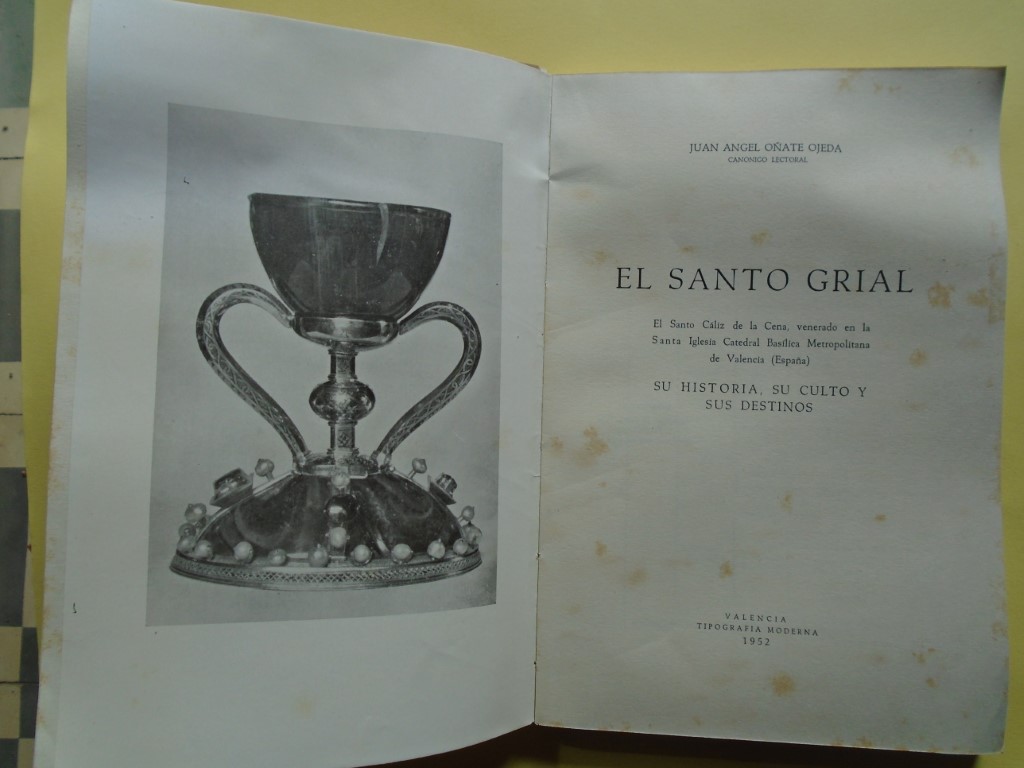 JUAN ANGEL OÑATE OJEDA
CANONIGO LECTORAL
EL SANTO GRIAL
El Santo Cáliz de la Cena, venerado en la
Santa Iglesia Catedral Basílica Metropolitana
de Valencia (España)
SU HISTORIA, SU CULTO Y
SUS DESTINOS
VALENCIA
TIPOGRAFIA MODERNA
1952